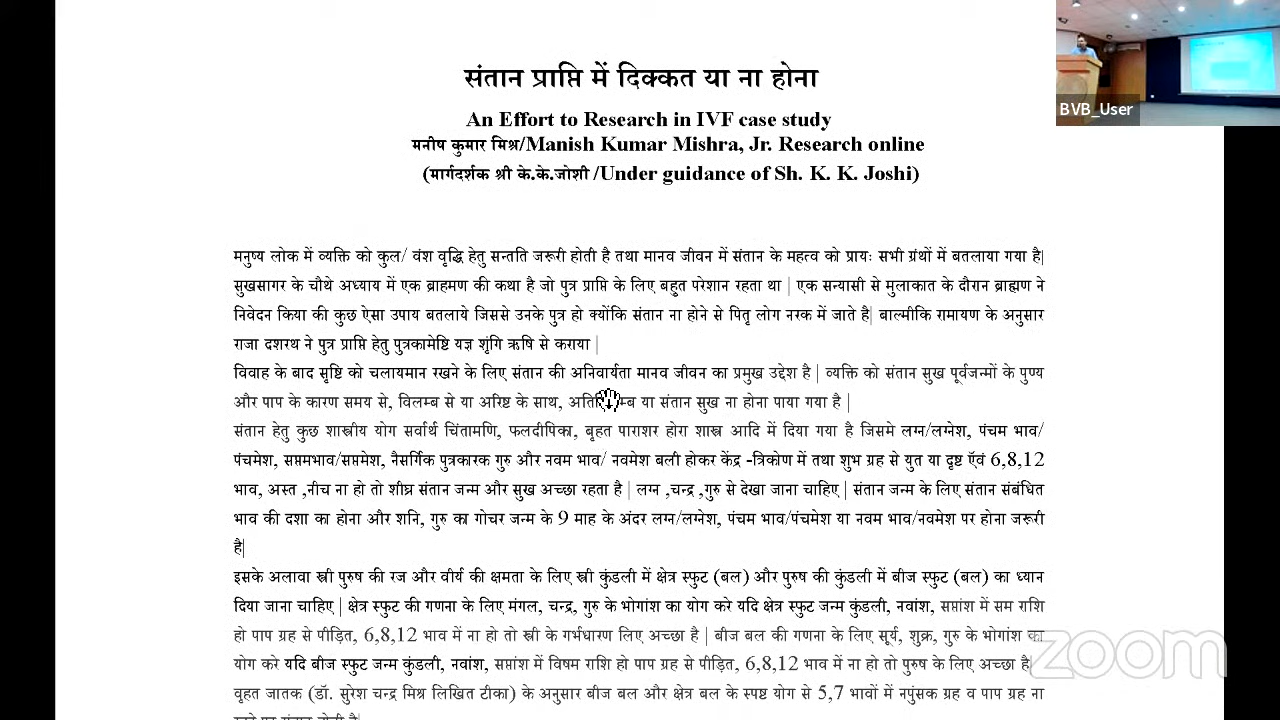 संतान प्राप्ति में दिक्कत या ना होना
An Effort to Research in IVF case study
मनीष कुमार मिश्र/Manish Kumar Mishra, Jr. Research online
(मार्गदर्शक श्री के.के.जोशी /Under guidance of Sh. K. K. Joshi)
BVB_User
मनुष्य लोक में व्यक्ति को कुल/ वंश वृद्धि हेतु सन्तति जरूरी होती है तथा मानव जीवन में संतान के महत्व को प्रायः सभी ग्रंथों में बतलाया गया है|
सुखसागर के चौथे अध्याय में एक ब्राहमण की कथा है जो पुत्र प्राप्ति के लिए बहुत परेशान रहता था | एक सन्यासी से मुलाकात के दौरान ब्राह्मण ने
निवेदन किया की कुछ ऐसा उपाय बतलाये जिससे उनके पुत्र हो क्योंकि संतान ना होने से पितृ लोग नरक में जाते है| बाल्मीकि रामायण के अनुसार
राजा दशरथ ने पुत्र प्राप्ति हेतु पुत्रकामेष्टि यज्ञ शृंगि ऋषि से कराया |
विवाह के बाद सृष्टि को चलायमान रखने के लिए संतान की अनिवार्यता मानव जीवन का प्रमुख उद्देश है | व्यक्ति को संतान सुख पूर्वजन्मों के पुण्य
और पाप के कारण समय से, विलम्ब से या अरिष्ट के साथ, या संतान सुख ना होना पाया गया है |
संतान हेतु कुछ शास्त्रीय योग सर्वार्थ चिंतामणि, फलदीपिका, बृहत पाराशर होरा शास्त्र आदि में दिया गया है जिसमे लग्न/लग्नेश, पंचम भाव/
पंचमेश, सप्तमभाव/सप्तमेश, नैसर्गिक पुत्रकारक गुरु और नवम भाव/ नवमेश बली होकर केंद्र -त्रिकोण में तथा शुभ ग्रह से युत या दृष्ट ऍवं 6,8,12
भाव, अस्त ,नीच ना हो तो शीघ्र संतान जन्म और सुख अच्छा रहता है | लग्न ,चन्द्र ,गुरु से देखा जाना चाहिए | संतान जन्म के लिए संतान संबंधित
भाव की दशा का होना और शनि, गुरु का गोचर जन्म के 9 माह के अंदर लग्न/लग्नेश, पंचम भाव/पंचमेश या नवम भाव/नवमेश पर होना जरूरी
है|
इसके अलावा स्त्री पुरुष की रज और वीर्य की क्षमता के लिए स्त्री कुंडली में क्षेत्र स्फुट (बल) और पुरुष की कुंडली में बीज स्फुट (बल) का ध्यान
दिया जाना चाहिए | क्षेत्र स्फुट की गणना के लिए मंगल, चन्द्र, गुरु के भोगांश का योग करे यदि क्षेत्र स्फुट जन्म कुंडली, नवांश, सप्तांश में सम राशि
हो पाप ग्रह से पीड़ित, 6,8,12 भाव में ना हो तो स्त्री के गर्भधारण लिए अच्छा है | बीज बल की गणना के लिए सूर्य, शुक्र, गुरु के भोगांश का
योग करे यदि बीज स्फुट जन्म कुंडली, नवांश, सप्तांश में विषम राशि हो पाप ग्रह से पीड़ित, 6,8,12 भाव में ना हो तो पुरुष के लिए अच्छा है|
वृहत जातक (डॉ. सुरेश चन्द्र मिश्र लिखित टीका) के अनुसार बीज बल और क्षेत्र बल के स्पष्ट योग से 5,7 भावों में नपुंसक ग्रह व पाप ग्रह ना
zoom